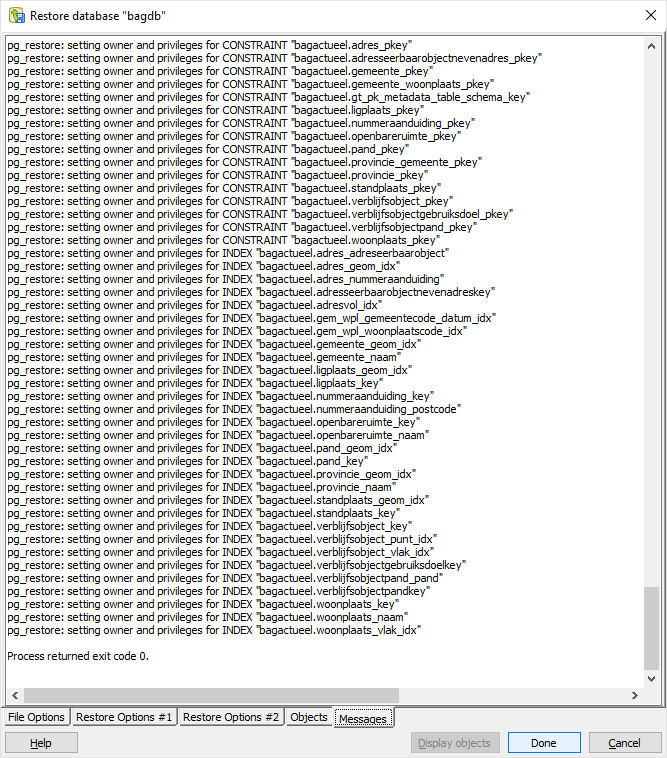 Restore database "bagdb"
pg_restore: setting owner and privileges for CONSTRAINT "bagactueel.adres_pkey"
pg_restore: setting owner and privileges for CONSTRAINT "bagactueel.adresseerbaarobjectnevenadres_pkey"
pg_restore: setting owner and privileges for CONSTRAINT "bagactueel.gemeente_pkey"
pg_restore: setting owner and privileges for CONSTRAINT "bagactueel.gemeente_woonplaats_pkey"
pg_restore: setting owner and privileges for CONSTRAINT "bagactueel.gt_pk_metadata_table_schema_key"
pg_restore: setting owner and privileges for CONSTRAINT "bagactueel.ligplaats_pkey"
pg_restore: setting owner and privileges for CONSTRAINT "bagactueel.nummeraanduiding_pkey"
pg_restore: setting owner and privileges for CONSTRAINT "bagactueel.openbareruimte_pkey"
pg_restore: setting owner and privileges for CONSTRAINT "bagactueel.pand_pkey"
pg_restore: setting owner and privileges for CONSTRAINT "bagactueel.provincie_gemeente_pkey"
pg_restore: setting owner and privileges for CONSTRAINT "bagactueel.provincie_pkey"
pg_restore: setting owner and privileges for CONSTRAINT "bagactueel.standplaats_pkey"
pg_restore: setting owner and privileges for CONSTRAINT "bagactueel.verblijfsobject_pkey"
pg_restore: setting owner and privileges for CONSTRAINT "bagactueel.verblijfsobjectgebruiksdoel_pkey"
pg_restore: setting owner and privileges for CONSTRAINT "bagactueel.verblijfsobjectpand_pkey"
pg_restore: setting owner and privileges for CONSTRAINT "bagactueel.woonplaats_pkey"
pg_restore: setting owner and privileges for INDEX "bagactueel.adres_adreseerbaarobject"
pg_restore: setting owner and privileges for INDEX "bagactueel.adres_geom_idx"
pg_restore: setting owner and privileges for INDEX "bagactueel.adres_nummeraanduiding"
pg_restore: setting owner and privileges for INDEX "bagactueel.adresseerbaarobjectnevenadreskey"
pg_restore: setting owner and privileges for INDEX "bagactueel.adresvol_idx"
pg_restore: setting owner and privileges for INDEX "bagactueel.gem_wpl_gemeentecode_datum_idx"
pg_restore: setting owner and privileges for INDEX "bagactueel.gem_wpl_woonplaatscode_idx"
pg_restore: setting owner and privileges for INDEX "bagactueel.gemeente_geom_idx"
pg_restore: setting owner and privileges for INDEX "bagactueel.gemeente_naam"
pg_restore: setting owner and privileges for INDEX "bagactueel.ligplaats_geom_idx"
pg_restore: setting owner and privileges for INDEX "bagactueel.ligplaats_key"
pg_restore: setting owner and privileges for INDEX "bagactueel.nummeraanduiding_key"
pg_restore: setting owner and privileges for INDEX "bagactueel.nummeraanduiding_postcode"
pg_restore: setting owner and privileges for INDEX "bagactueel.openbareruimte_key"
pg_restore: setting owner and privileges for INDEX "bagactueel.openbareruimte_naam"
pg_restore: setting owner and privileges for INDEX "bagactueel.pand_geom_idx"
pg_restore: setting owner and privileges for INDEX "bagactueel.pand_key"
pg_restore: setting owner and privileges for INDEX "bagactueel.provincie_geom_idx"
pg_restore: setting owner and privileges for INDEX "bagactueel.provincie_naam"
pg_restore: setting owner and privileges for INDEX "bagactueel.standplaats_geom_idx"
pg_restore: setting owner and privileges for INDEX "bagactueel.standplaats_key"
pg_restore: setting owner and privileges for INDEX "bagactueel.verblijfsobject_key"
pg_restore: setting owner and privileges for INDEX "bagactueel.verblijfsobject_punt_idx"
pg_restore: setting owner and privileges for INDEX "bagactueel.verblijfsobject_vlak_idx"
pg_restore: setting owner and privileges for INDEX "bagactueel.verblijfsobjectgebruiksdoelkey"
pg_restore: setting owner and privileges for INDEX "bagactueel.verblijfsobjectpand_pand"
pg_restore: setting owner and privileges for INDEX "bagactueel.verblijfsobjectpandkey"
pg_restore: setting owner and privileges for INDEX "bagactueel.woonplaats_key"
pg_restore: setting owner and privileges for INDEX "bagactueel.woonplaats_naam"
pg_restore: setting owner and privileges for INDEX "bagactueel.woonplaats_vlak_idx"
Process returned exit code 0.
File Options Restore Options #1 Restore Options #2 Objects Messages
Help Display objects Done Cancel